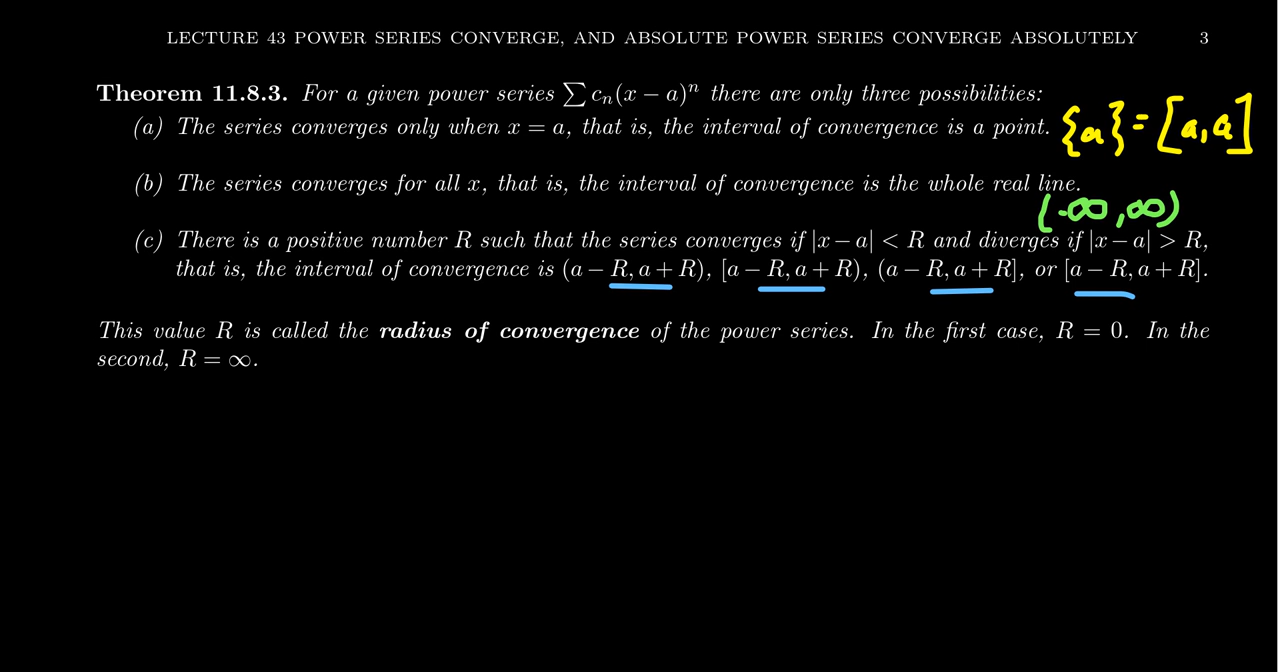 LECTURE 43 POWER SERIES CONVERGE, AND ABSOLUTE POWER SERIES CONVERGE ABSOLUTELY 3
Theorem 11.8.3. For a given power series ∑ cₙ(x − a)ⁿ there are only three possibilities:
(a) The series converges only when x = a, that is, the interval of convergence is a point. {a} = [a, a]
(b) The series converges for all x, that is, the interval of convergence is the whole real line.
(-∞, ∞)
(c) There is a positive number R such that the series converges if |x − a| < R and diverges if |x − a| > R,
that is, the interval of convergence is (a − R, a + R), [a − R, a + R), (a − R, a + R], or [a − R, a + R].
This value R is called the radius of convergence of the power series. In the first case, R = 0. In the
second, R = ∞.